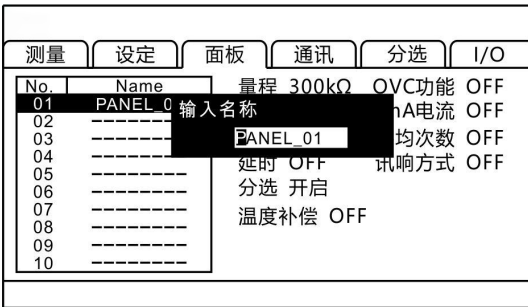 测量 设定 面板 通讯 分选 I/O
No. Name 量程 300kΩ OVC功能 OFF
01 PANEL_0 mA电流 OFF
输入名称
02 --------
03 -------- PANEL_01 均次数 OFF
04 -------- 延时 OFF 讯响方式 OFF
05 --------
06 -------- 分选 开启
07 --------
08 -------- 温度补偿 OFF
09 --------
10 --------